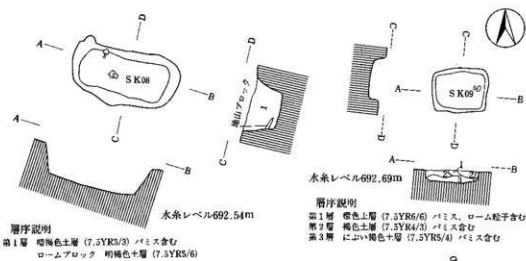 D
A
SK08
B
C
D
地山ブロック
1
C
A
B
水糸レベル692.54m
層序説明
第1層 暗褐色土層 (7.5YR3/3) パミス含む
ロームブロック 明褐色土層 (7.5YR5/6)
C
A
SK09
B
D
C
D
A
1
B
水糸レベル692.69m
層序説明
第1層 橙色土層 (7.5YR6/6) パミス、ローム粒子含む
第2層 褐色土層 (7.5YR4/3) パミス含む
第3層 にぶい褐色土層 (7.5YR5/4) パミス含む